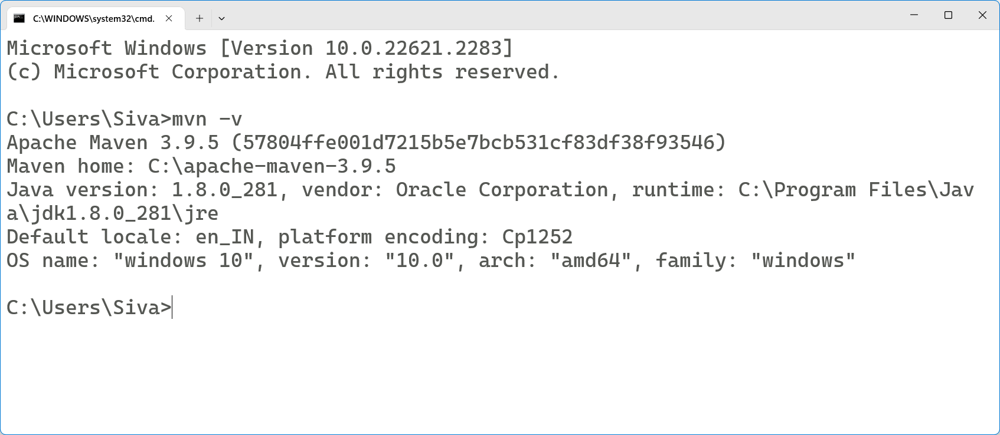 C:\WINDOWS\system32\cmd.
Microsoft Windows [Version 10.0.22621.2283]
(c) Microsoft Corporation. All rights reserved.
C:\Users\Siva>mvn -v
Apache Maven 3.9.5 (57804ffe001d7215b5e7bcb531cf83df38f93546)
Maven home: C:\apache-maven-3.9.5
Java version: 1.8.0_281, vendor: Oracle Corporation, runtime: C:\Program Files\Jav
a\jdk1.8.0_281\jre
Default locale: en_IN, platform encoding: Cp1252
OS name: "windows 10", version: "10.0", arch: "amd64", family: "windows"
C:\Users\Siva>